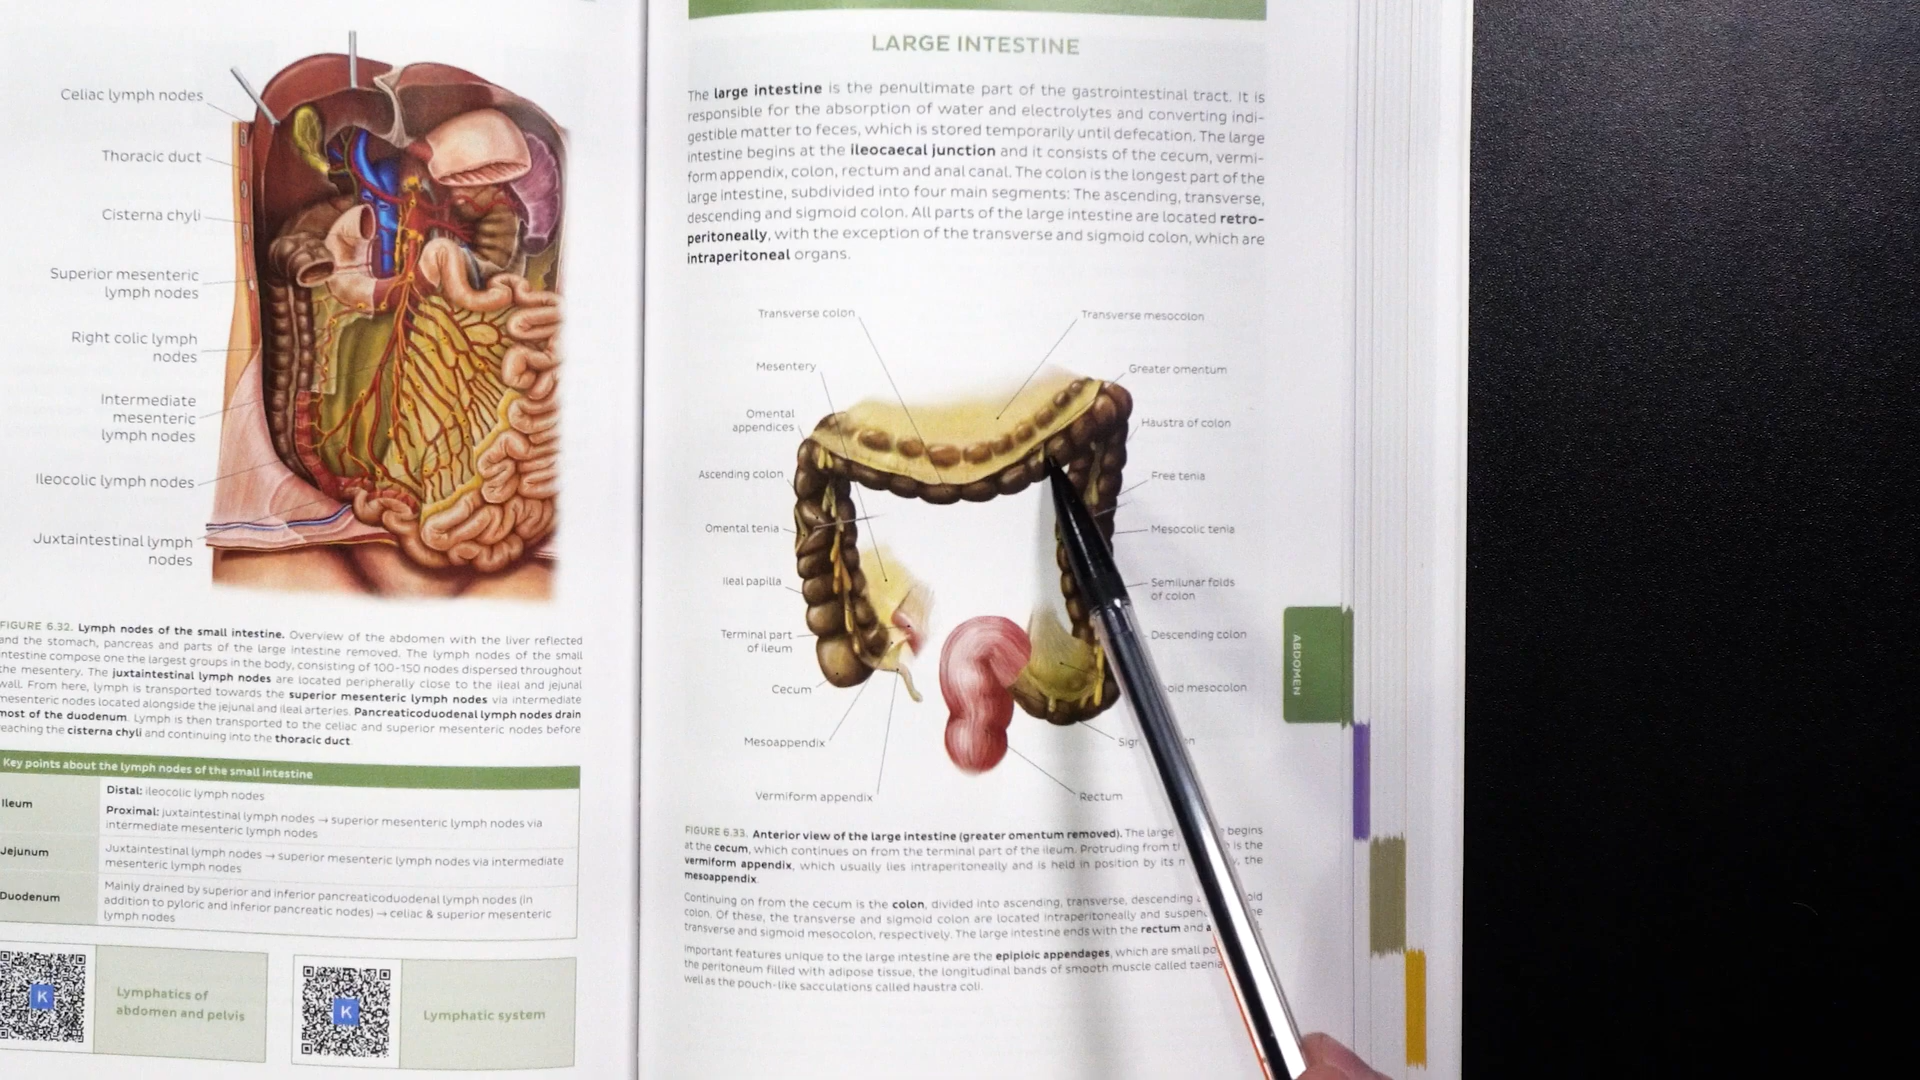 Celiac lymph nodes
Thoracic duct
Cisterna chyli
Superior mesenteric
lymph nodes
Right colic lymph
nodes
Intermediate
mesenteric
lymph nodes
Ileocolic lymph nodes
Juxtaintestinal lymph
nodes
FIGURE 6.32. Lymph nodes of the small intestine. Overview of the abdomen with the liver reflected
and the stomach, pancreas and parts of the large intestine removed. The lymph nodes of the small
intestine compose one the largest groups in the body, consisting of 100-150 nodes dispersed throughout
the mesentery. The juxtaintestinal lymph nodes are located peripherally close to the ileal and jejunal
wall. From here, lymph is transported towards the superior mesenteric lymph nodes via intermediate
mesenteric nodes located alongside the jejunal and ileal arteries. Pancreaticoduodenal lymph nodes drain
most of the duodenum. Lymph is then transported to the celiac and superior mesenteric nodes before
reaching the cisterna chyli and continuing into the thoracic duct.
Key points about the lymph nodes of the small intestine
Ileum
Distal: ileocolic lymph nodes
Proximal: juxtaintestinal lymph nodes → superior mesenteric lymph nodes via
intermediate mesenteric lymph nodes
Jejunum
Juxtaintestinal lymph nodes → superior mesenteric lymph nodes via intermediate
mesenteric lymph nodes
Duodenum
Mainly drained by superior and inferior pancreaticoduodenal lymph nodes (in
addition to pyloric and inferior pancreatic nodes) → celiac & superior mesenteric
lymph nodes
K
Lymphatics of
abdomen and pelvis
K
Lymphatic system
LARGE INTESTINE
The large intestine is the penultimate part of the gastrointestinal tract. It is
responsible for the absorption of water and electrolytes and converting indi-
gestible matter to feces, which is stored temporarily until defecation. The large
intestine begins at the ileocaecal junction and it consists of the cecum, vermi-
form appendix, colon, rectum and anal canal. The colon is the longest part of the
large intestine, subdivided into four main segments: The ascending, transverse,
descending and sigmoid colon. All parts of the large intestine are located retro-
peritoneally, with the exception of the transverse and sigmoid colon, which are
intraperitoneal organs.
Transverse colon
Transverse mesocolon
Mesentery
Greater omentum
Omental
appendices
Haustra of colon
Ascending colon
Free tenia
Omental tenia
Mesocolic tenia
Ileal papilla
Semilunar folds
of colon
Terminal part
of ileum
Descending colon
Cecum
oid mesocolon
Mesoappendix
Sig
Vermiform appendix
Rectum
FIGURE 6.33. Anterior view of the large intestine (greater omentum removed). The large begins
at the cecum, which continues on from the terminal part of the ileum. Protruding from is the
vermiform appendix, which usually lies intraperitoneally and is held in position by its the
mesoappendix.
Continuing on from the cecum is the colon, divided into ascending, transverse, descending oid
colon. Of these, the transverse and sigmoid colon are located intraperitoneally and
transverse and sigmoid mesocolon, respectively. The large intestine ends with the rectum and
Important features unique to the large intestine are the epiploic appendages, which are small
the peritoneum filled with adipose tissue, the longitudinal bands of smooth muscle called
well as the pouch-like sacculations called haustra coli.
ABDOMEN